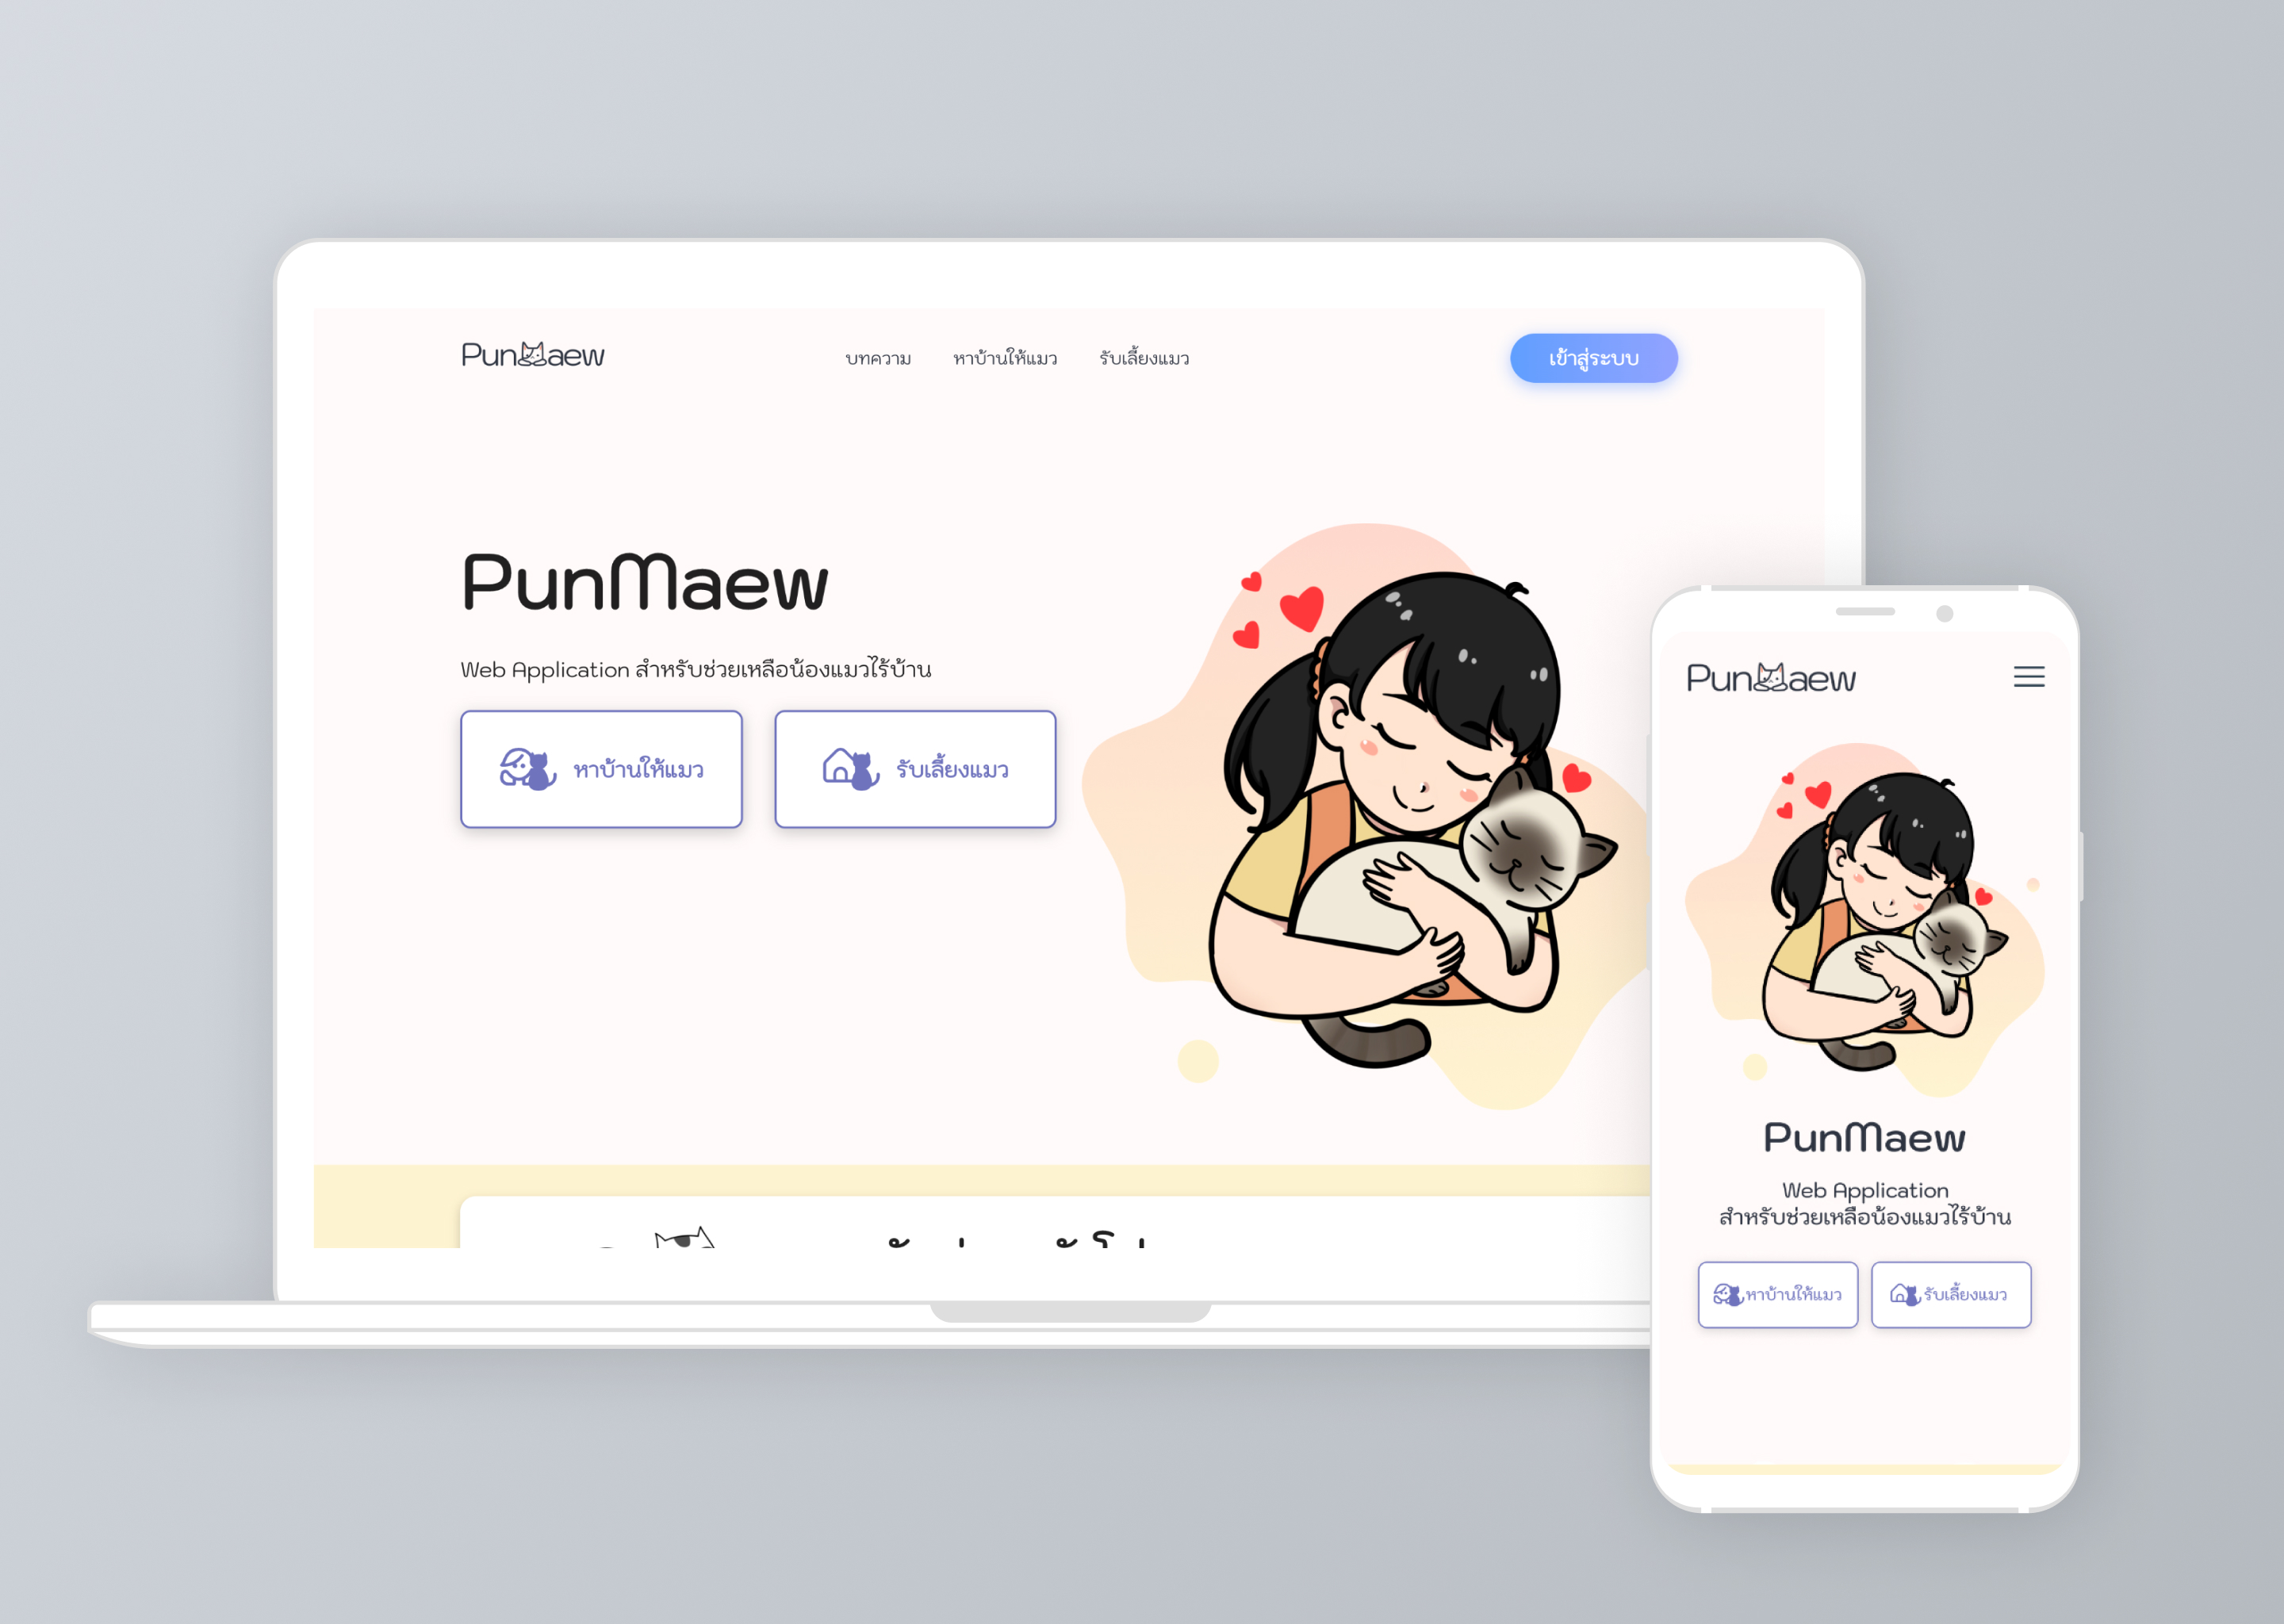 PunMaew
บทความ หาบ้านให้แมว รับเลี้ยงแมว
เข้าสู่ระบบ
PunMaew
Web Application สำหรับช่วยเหลือน้องแมวไร้บ้าน
หาบ้านให้แมว
รับเลี้ยงแมว
PunMaew
PunMaew
Web Application
สำหรับช่วยเหลือน้องแมวไร้บ้าน
หาบ้านให้แมว
รับเลี้ยงแมว